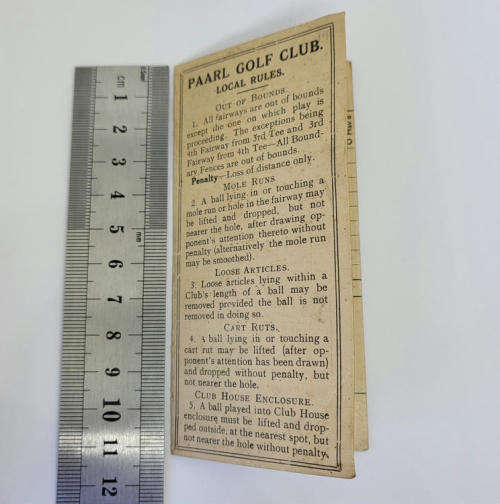 PAARL GOLF CLUB.
LOCAL RULES.
OUT OF BOUNDS.
1. All fairways are out of bounds
except the one on which play is
proceeding. The exceptions being
4th Fairway from 3rd Tee and 3rd
Fairway from 4th Tee—All Bound-
ary Fences are out of bounds.
Penalty—Loss of distance only.
MOLE RUNS.
2. A ball lying in or touching a
mole run or hole in the fairway may
be lifted and dropped, but not
nearer the hole, after drawing op-
ponent's attention thereto without
penalty (alternatively the mole run
may be smoothed).
LOOSE ARTICLES.
3. Loose articles lying within a
Club's length of a ball may be
removed provided the ball is not
removed in doing so.
CART RUTS.
4. A ball lying in or touching a
cart rut may be lifted (after op-
ponent's attention has been drawn)
and dropped without penalty, but
not nearer the hole.
CLUB HOUSE ENCLOSURE.
5. A ball played into Club House
enclosure must be lifted and drop-
ped outside, at the nearest spot, but
not nearer the hole without penalty.
cm 1 2 3 4 5 6 7 8 9 10 11 12